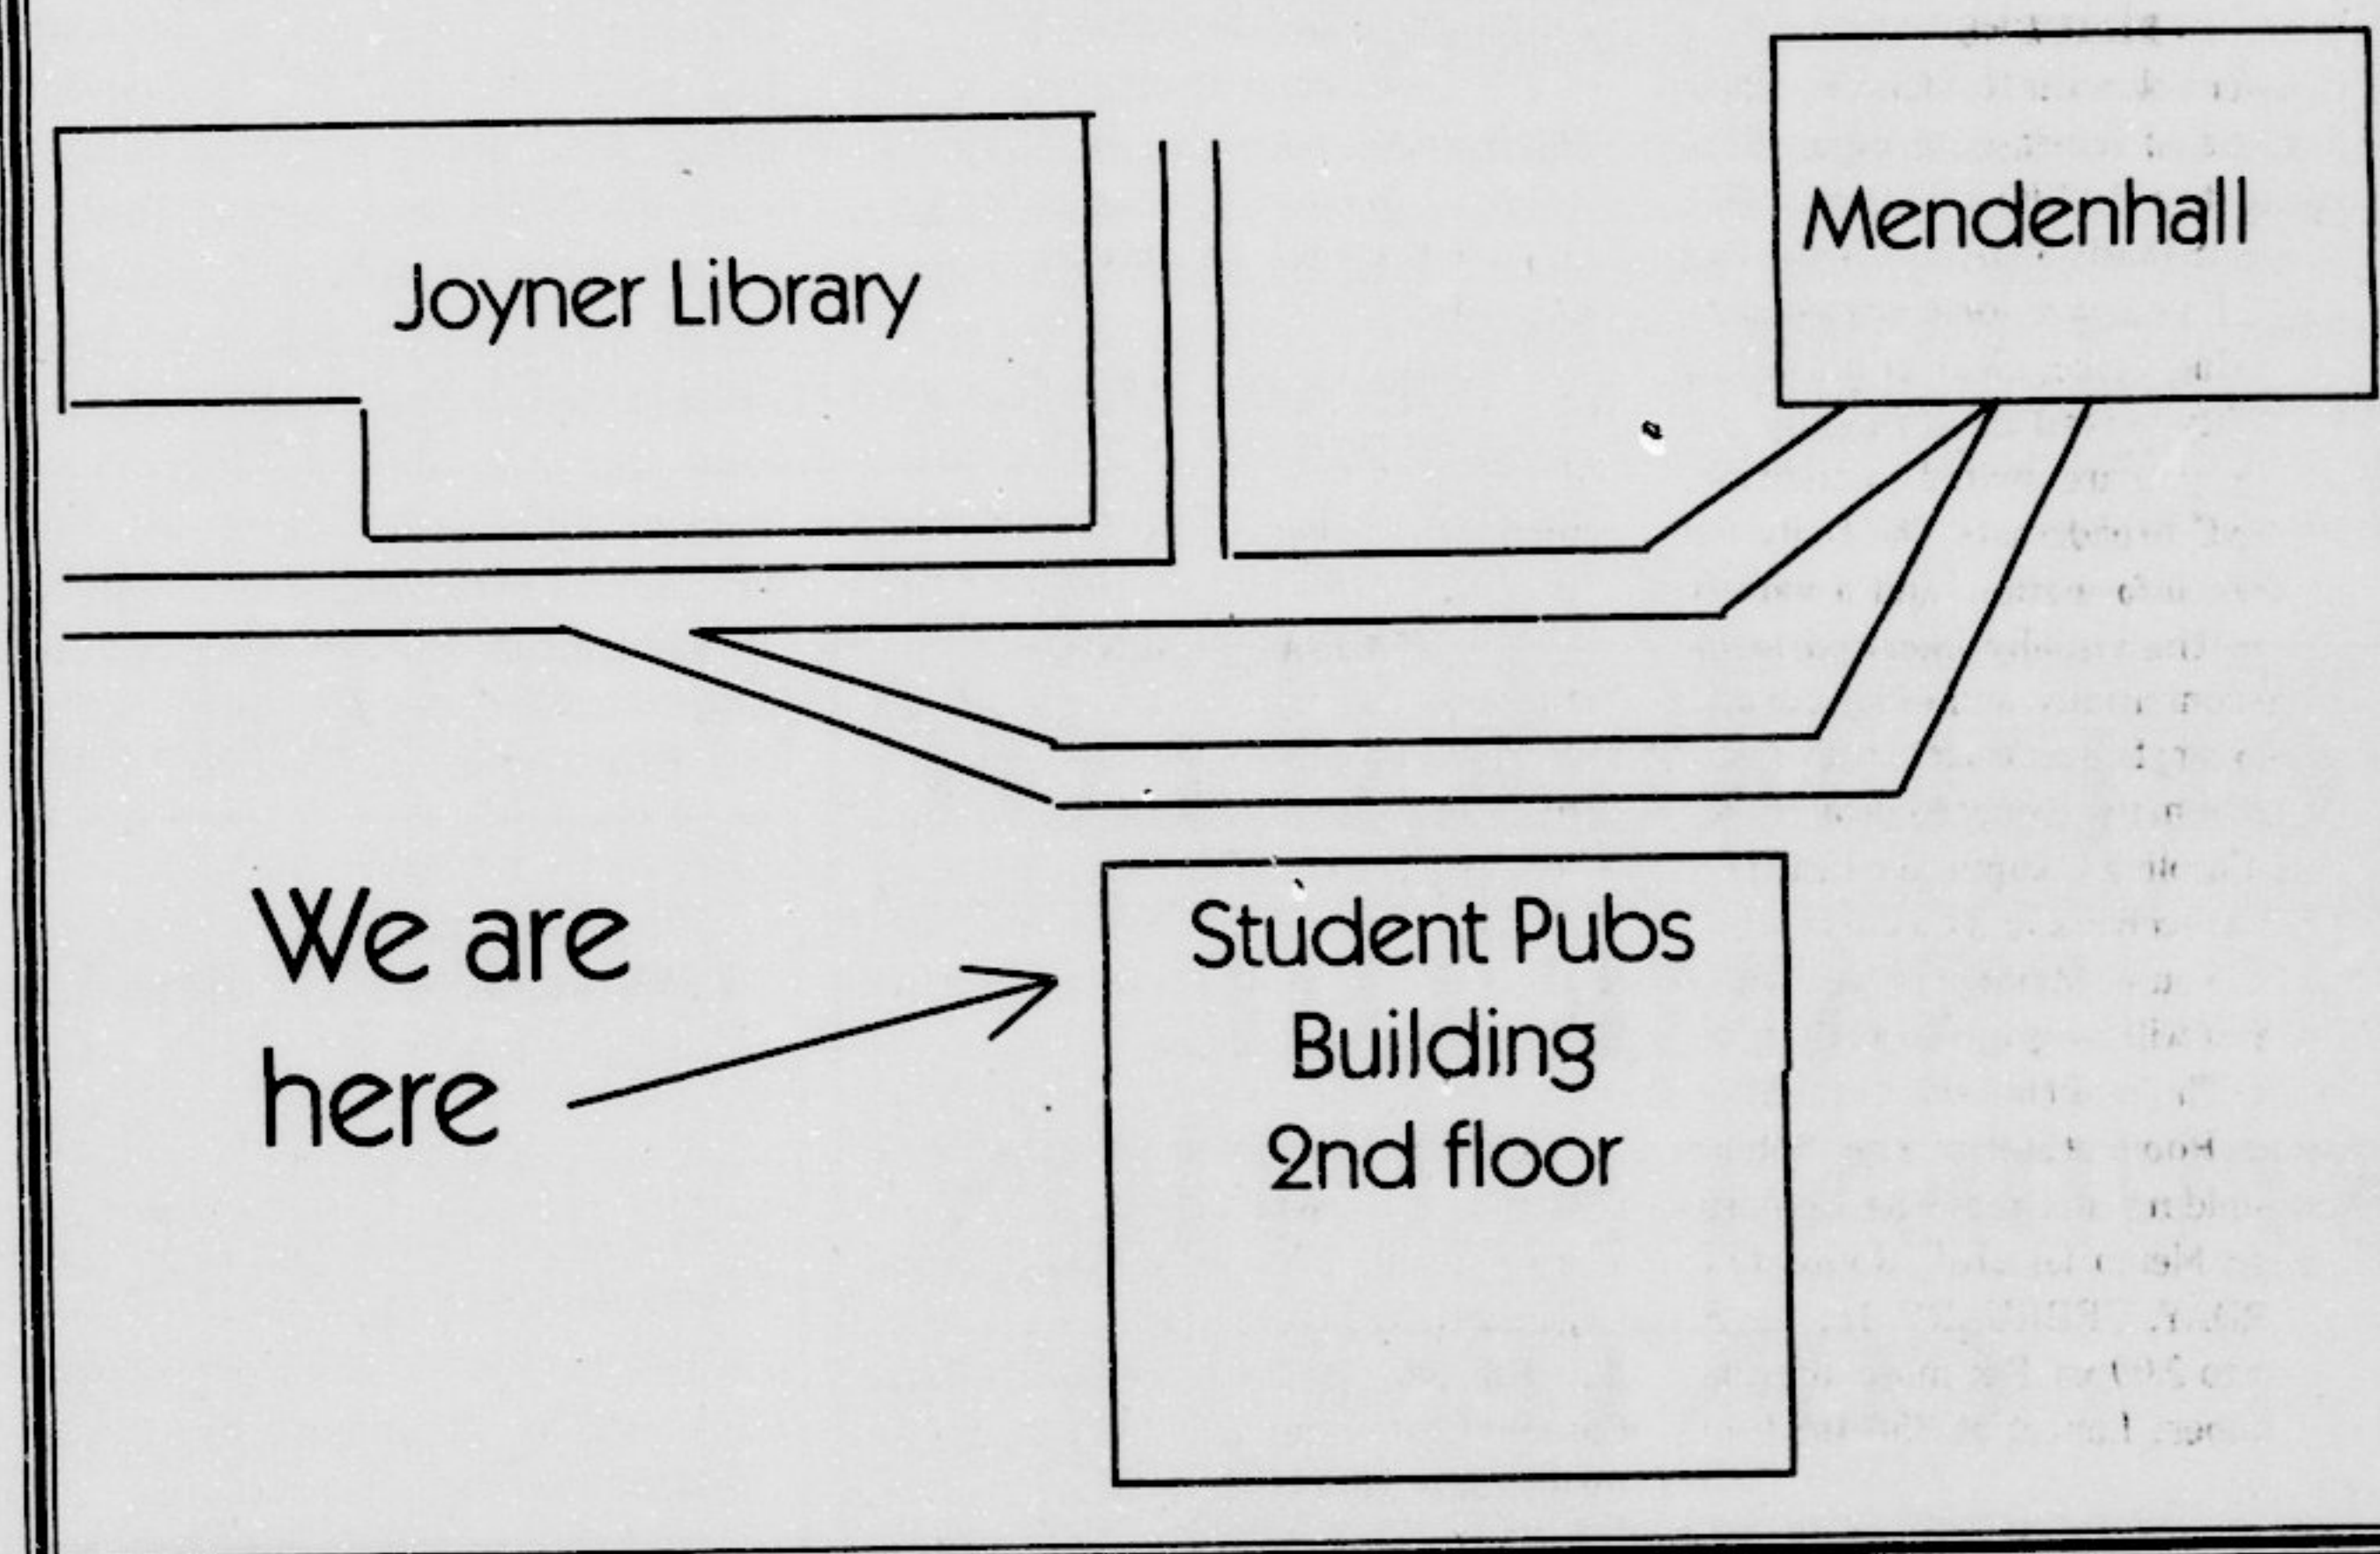 Mendenhall
Joyner Library
We are
here
Student Pubs
Building
2nd floor